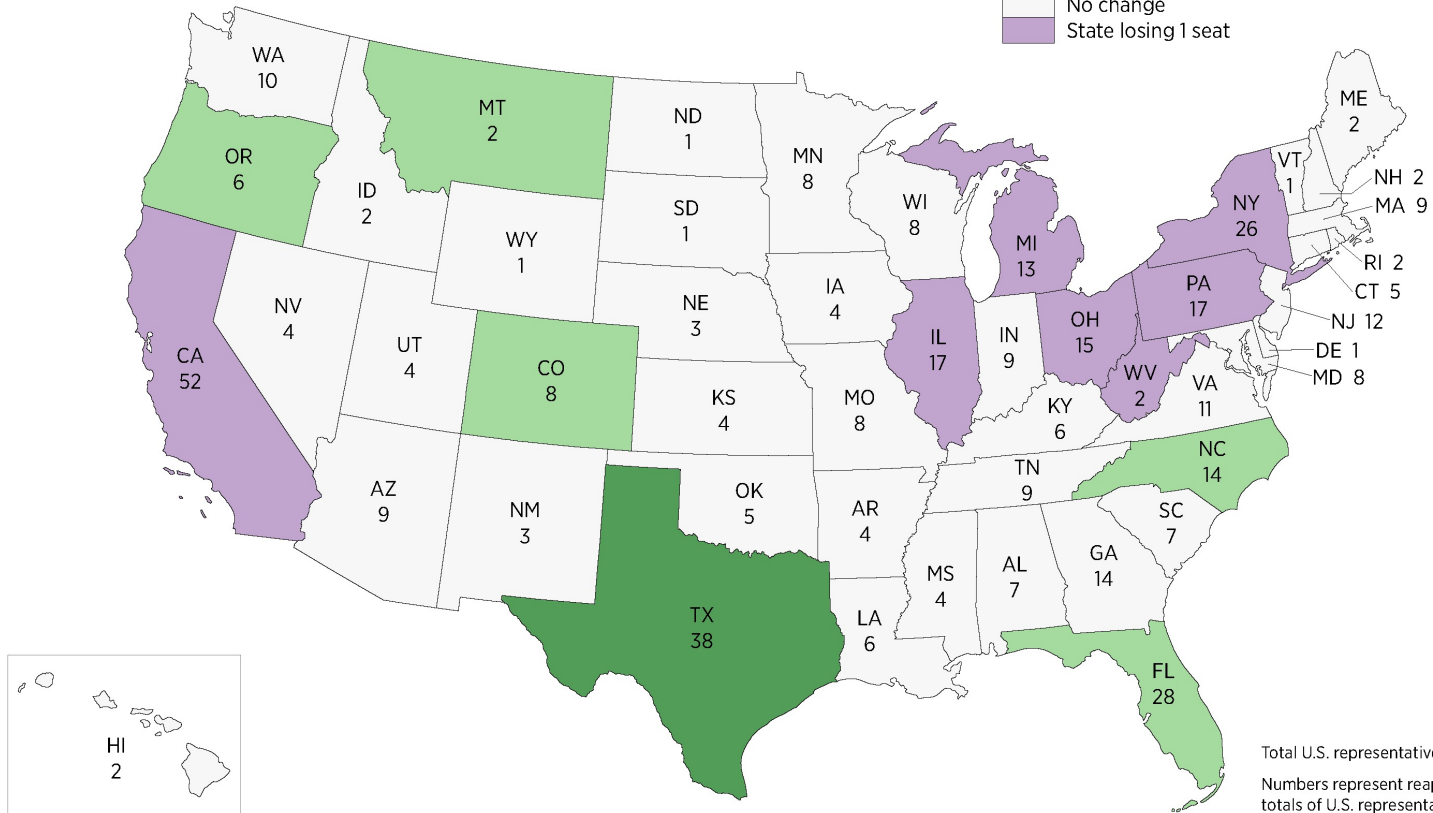 No change
State losing 1 seat
WA
10
MT
2
ND
1
ME
2
OR
6
ID
2
MN
8
VT
1
NH 2
MA 9
WI
8
SD
1
NY
26
WY
1
MI
13
RI 2
CT 5
PA
17
NJ 12
NV
4
NE
3
IA
4
OH
15
IL
17
IN
9
DE 1
MD 8
UT
4
CA
52
CO
8
WV
2
VA
11
KS
4
MO
8
KY
6
NC
14
AZ
9
NM
3
OK
5
TN
9
AR
4
SC
7
MS
4
AL
7
GA
14
TX
38
LA
6
FL
28
HI
2
Total U.S.
Numbers represent
totals of U.S.